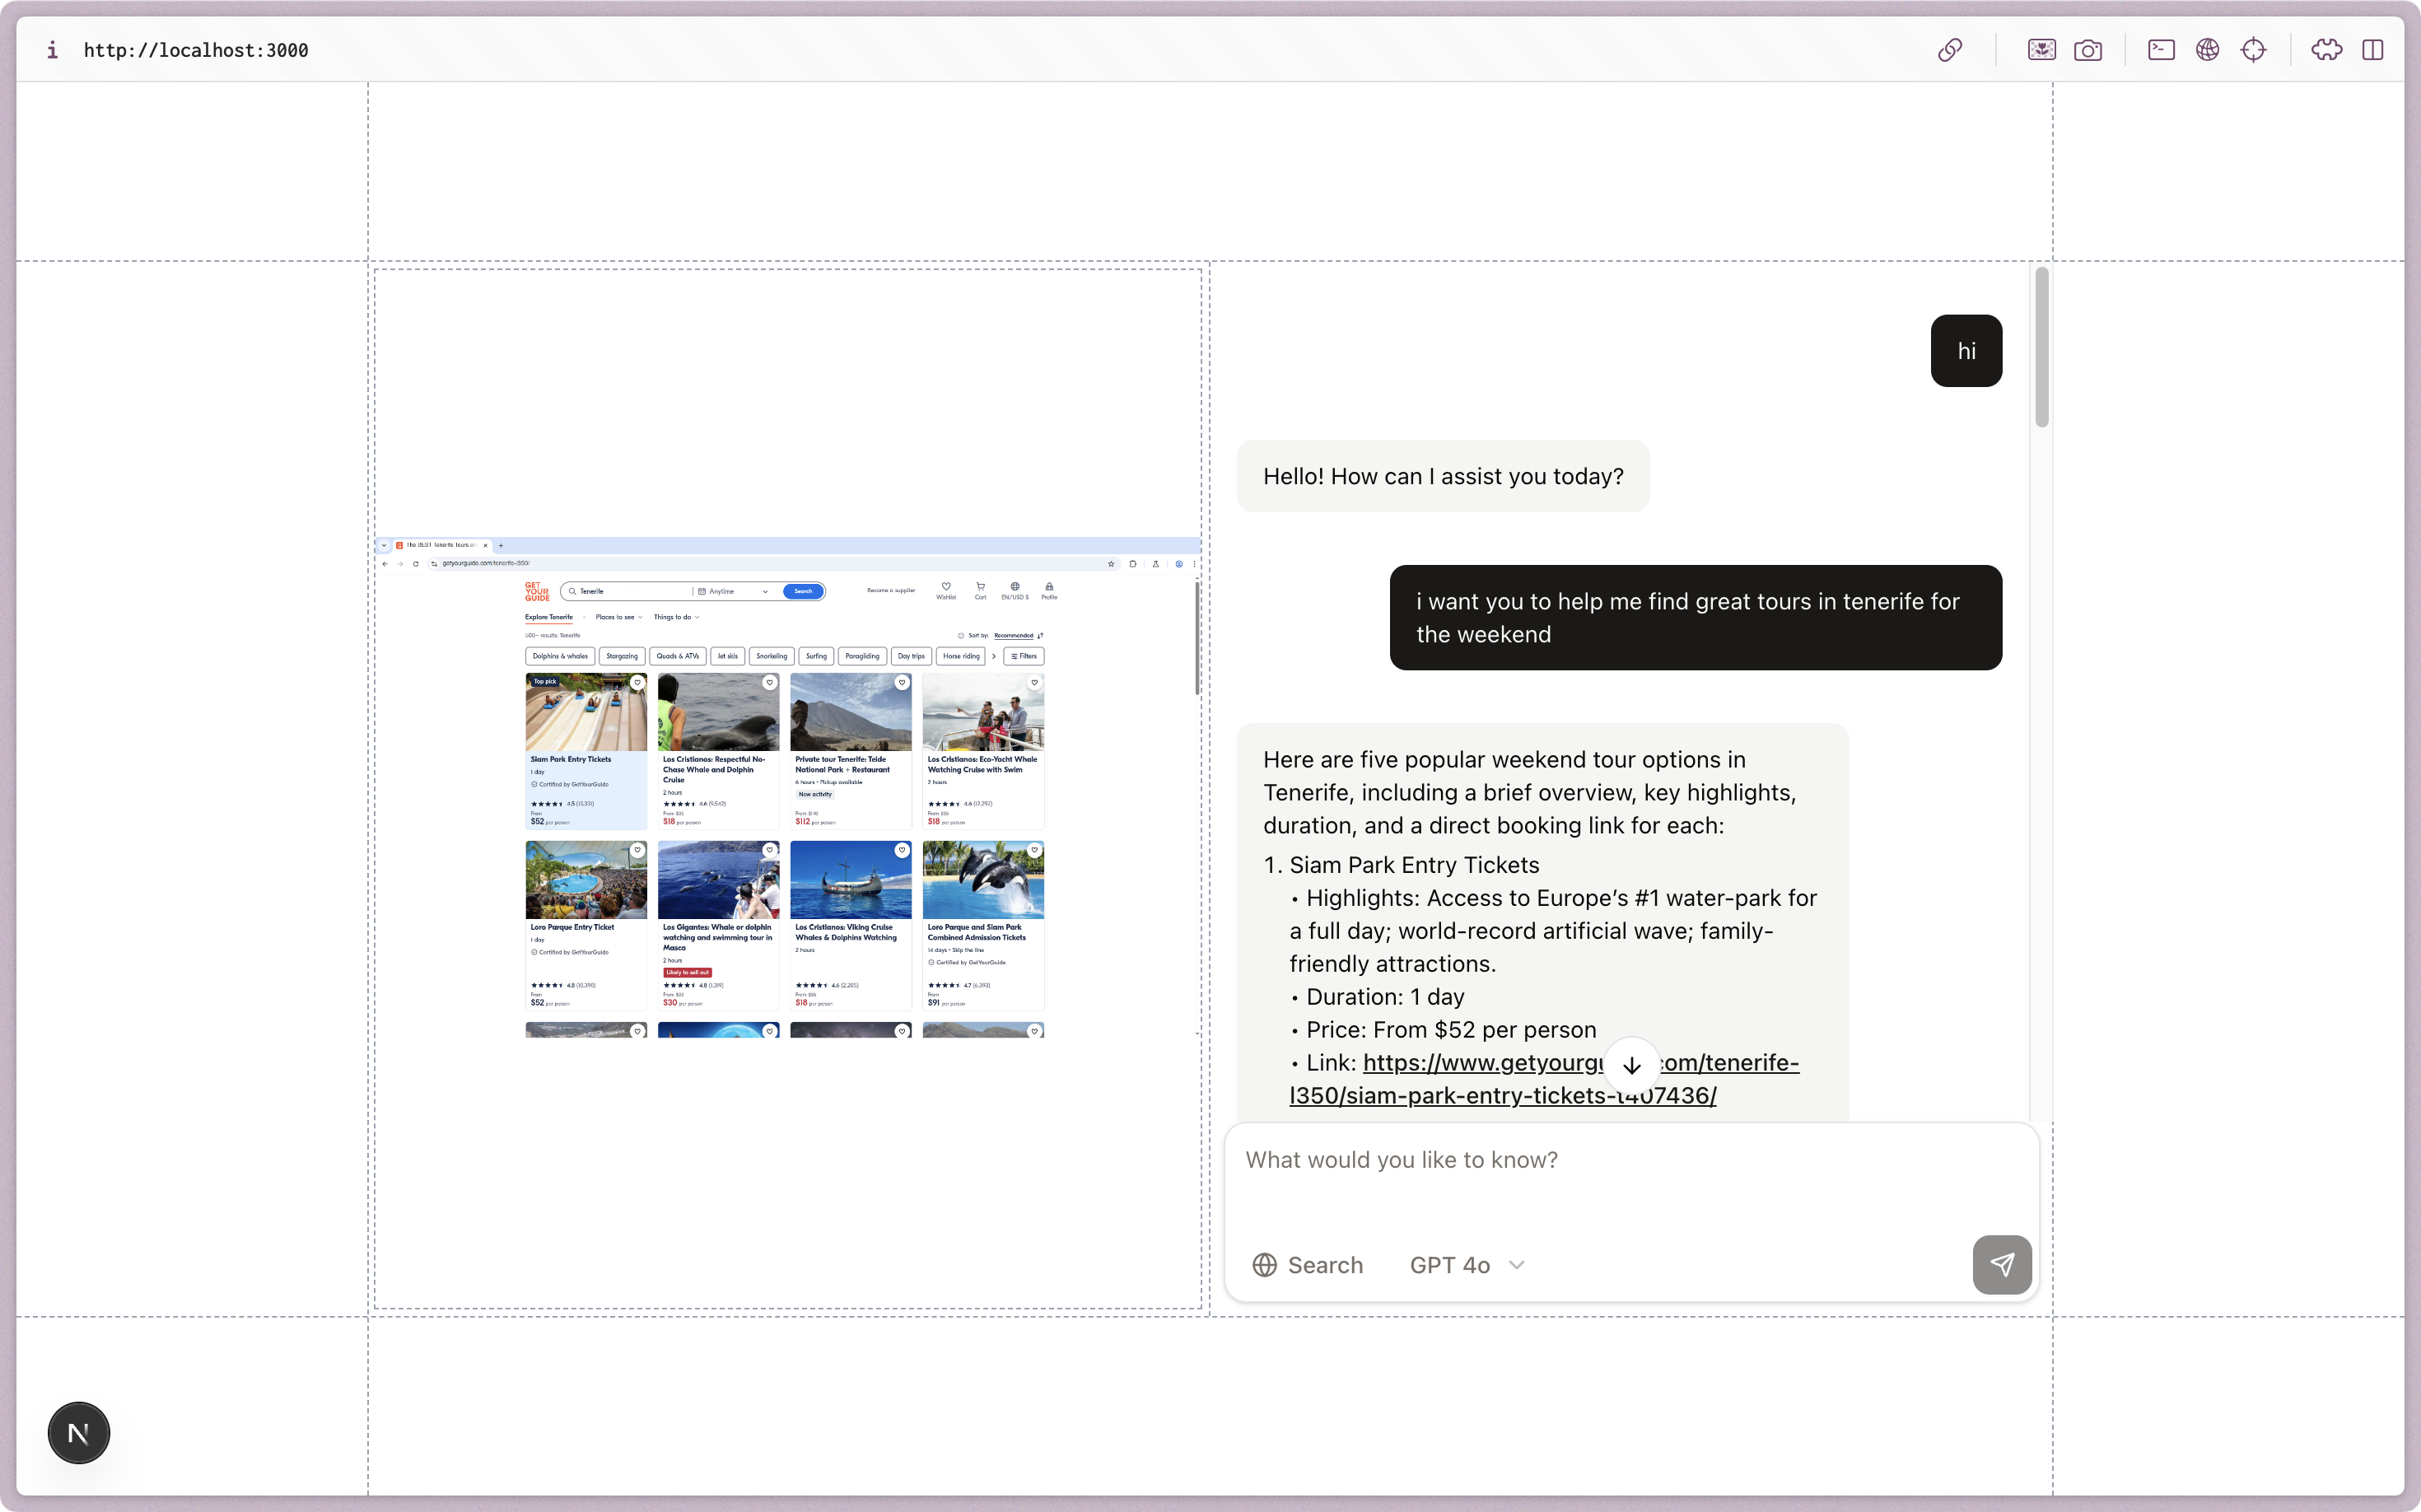 http://localhost:3000
The BEST Tenerife Tours
getyourguide.com/tenerife-l350/
GET
YOUR
GUIDE
Tenerife
Anytime
Search
Become a supplier
Wishlist
Cart
EN/USD $
Profile
Explore Tenerife
Places to see
Things to do
500+ results: Tenerife
Sort by: Recommended
Dolphins & whales
Stargazing
Quads & ATVs
Jet skis
Snorkeling
Surfing
Paragliding
Day trips
Horse riding
Filters
Top pick
Siam Park Entry Tickets
1 day
Certified by GetYourGuide
4.5
From
$52 per person
Los Cristianos: Respectful No-
Chase Whale and Dolphin
Cruise
2 hours
4.6
$18 per person
Private tour Tenerife: Teide
National Park + Restaurant
6 hours • Pickup available
New activity
$112 per person
Los Cristianos: Eco-Yacht Whale
Watching Cruise with Swim
2 hours
4.6
$18 per person
Loro Parque Entry Ticket
1 day
Certified by GetYourGuide
4.8
From
$52 per person
Los Gigantes: Whale or dolphin
watching and swimming tour in
Masca
2 hours
Likely to sell out
4.8
$30 per person
Los Cristianos: Viking Cruise
Whales & Dolphins Watching
2 hours
4.6
$18 per person
Loro Parque and Siam Park
Combined Admission Tickets
14 days • Skip the line
Certified by GetYourGuide
4.7
From
$91 per person
hi
Hello! How can I assist you today?
i want you to help me find great tours in tenerife for
the weekend
Here are five popular weekend tour options in
Tenerife, including a brief overview, key highlights,
duration, and a direct booking link for each:
1. Siam Park Entry Tickets
• Highlights: Access to Europe’s #1 water-park for
a full day; world-record artificial wave; family-
friendly attractions.
• Duration: 1 day
• Price: From $52 per person
• Link: https://www.getyourgu com/tenerife-
l350/siam-park-entry-tickets-t407436/
What would you like to know?
Search
GPT 4o
N